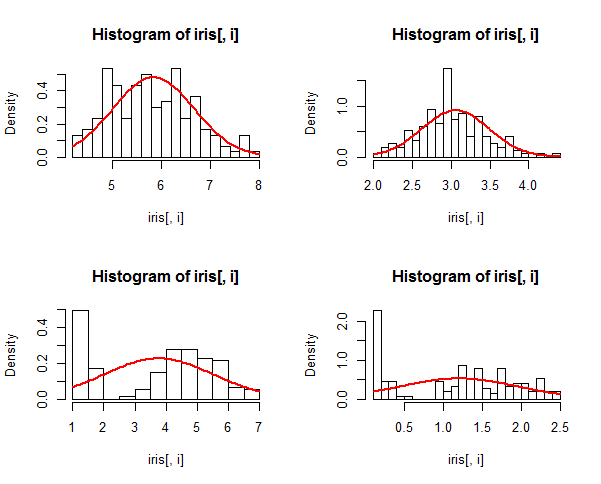 Histogram of iris[, i]
Density
0.0 0.2 0.4
5 6 7 8
iris[, i]
Histogram of iris[, i]
Density
0.0 1.0
2.0 2.5 3.0 3.5 4.0
iris[, i]
Histogram of iris[, i]
Density
0.0 0.2 0.4
1 2 3 4 5 6 7
iris[, i]
Histogram of iris[, i]
Density
0.0 1.0 2.0
0.5 1.0 1.5 2.0 2.5
iris[, i]